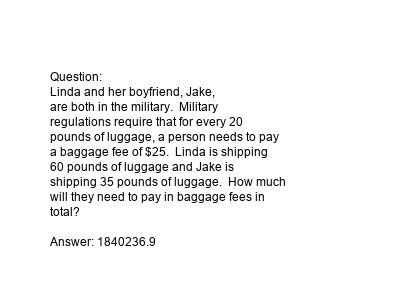 Question:
Linda and her boyfriend, Jake,
are both in the military.  Military
regulations require that for every 20
pounds of luggage, a person needs to pay
a baggage fee of $25.  Linda is shipping
60 pounds of luggage and Jake is
shipping 35 pounds of luggage.  How much
will they need to pay in baggage fees in
total?

Answer: 1840236.9